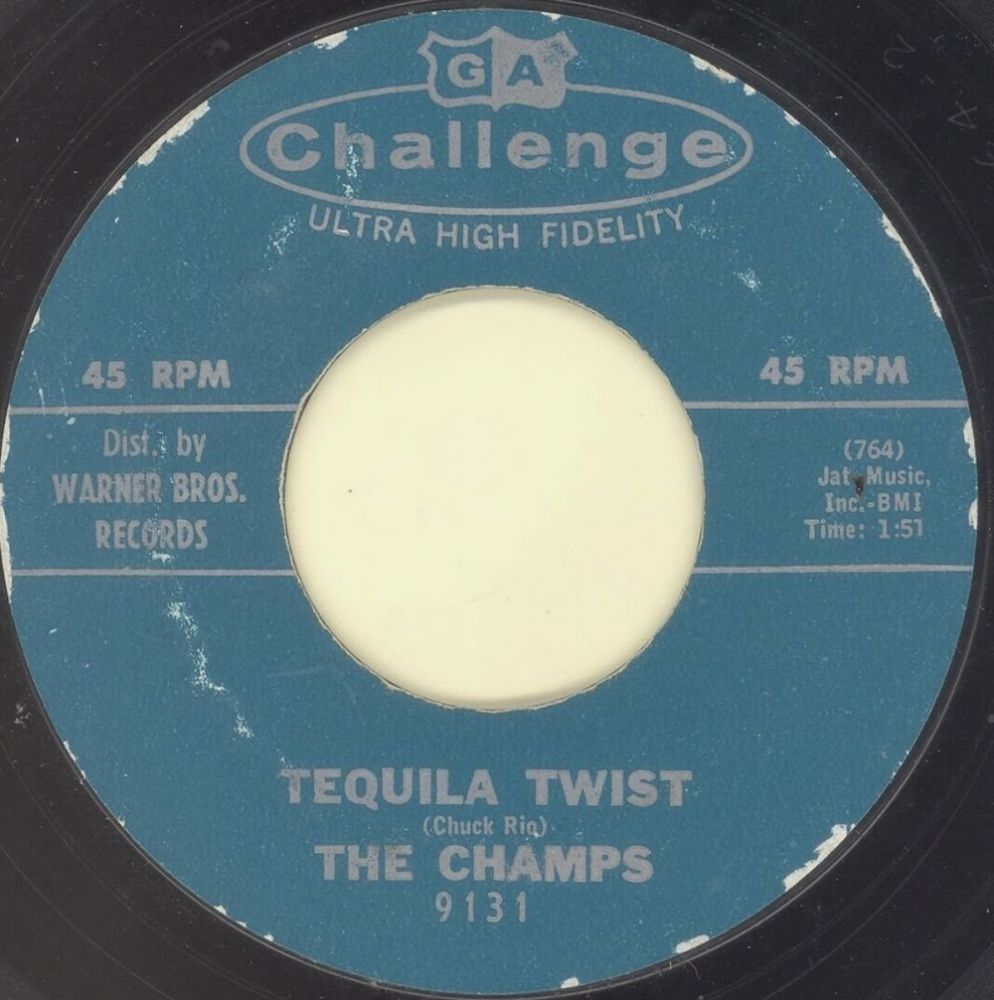 GA
Challenge
ULTRA HIGH FIDELITY
45 RPM
45 RPM
Dist. by
WARNER BROS.
RECORDS
(764)
Jat Music,
Inc.-BMI
Time: 1:51
TEQUILA TWIST
(Chuck Rio)
THE CHAMPS
9131